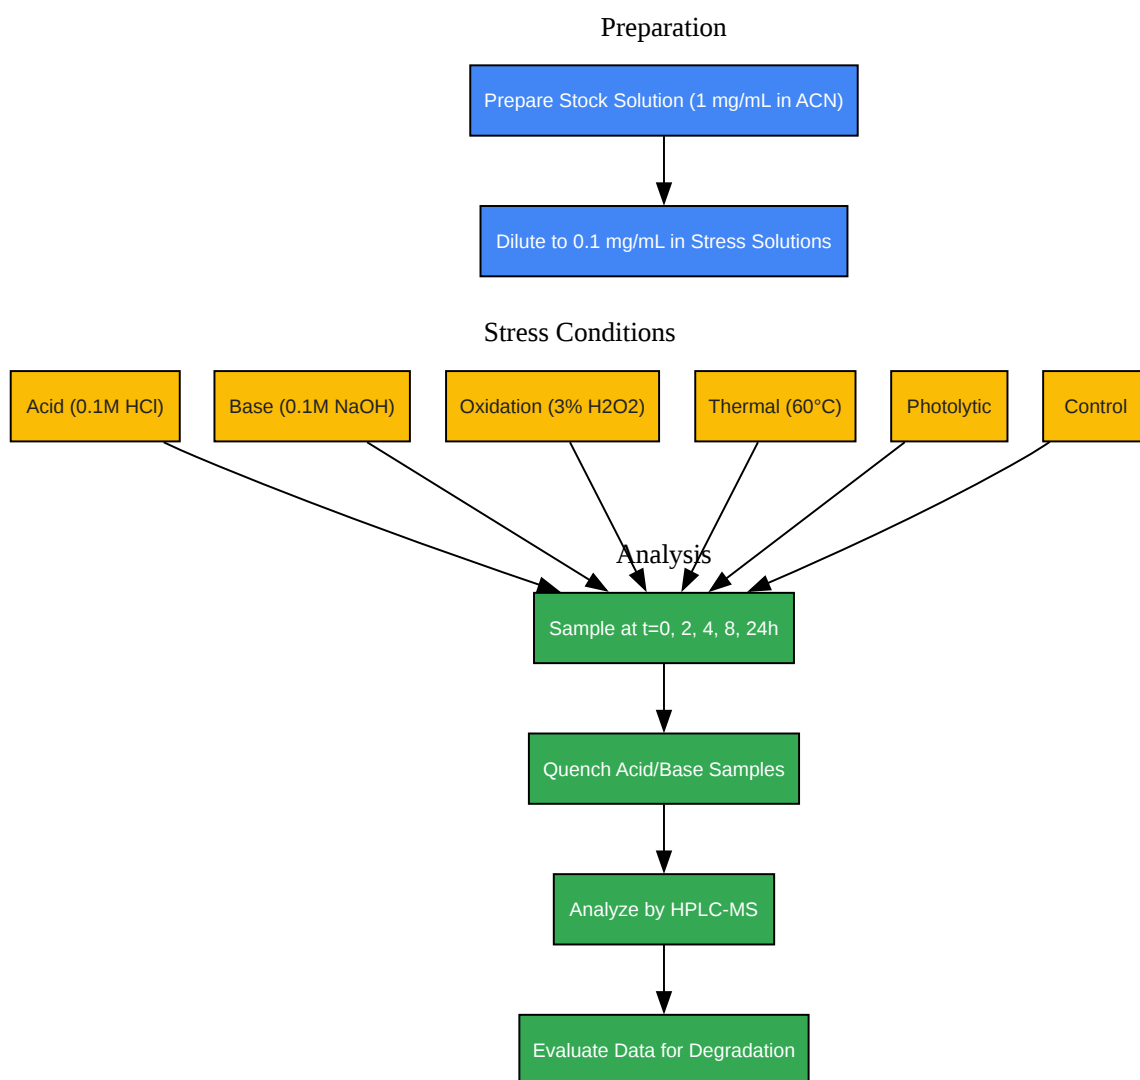 Preparation
Prepare Stock Solution (1 mg/mL in ACN)
Dilute to 0.1 mg/mL in Stress Solutions
Stress Conditions
Acid (0.1M HCl)
Base (0.1M NaOH)
Oxidation (3% H2O2)
Thermal (60°C)
Photolytic
Control
Analysis
Sample at t=0, 2, 4, 8, 24h
Quench Acid/Base Samples
Analyze by HPLC-MS
Evaluate Data for Degradation